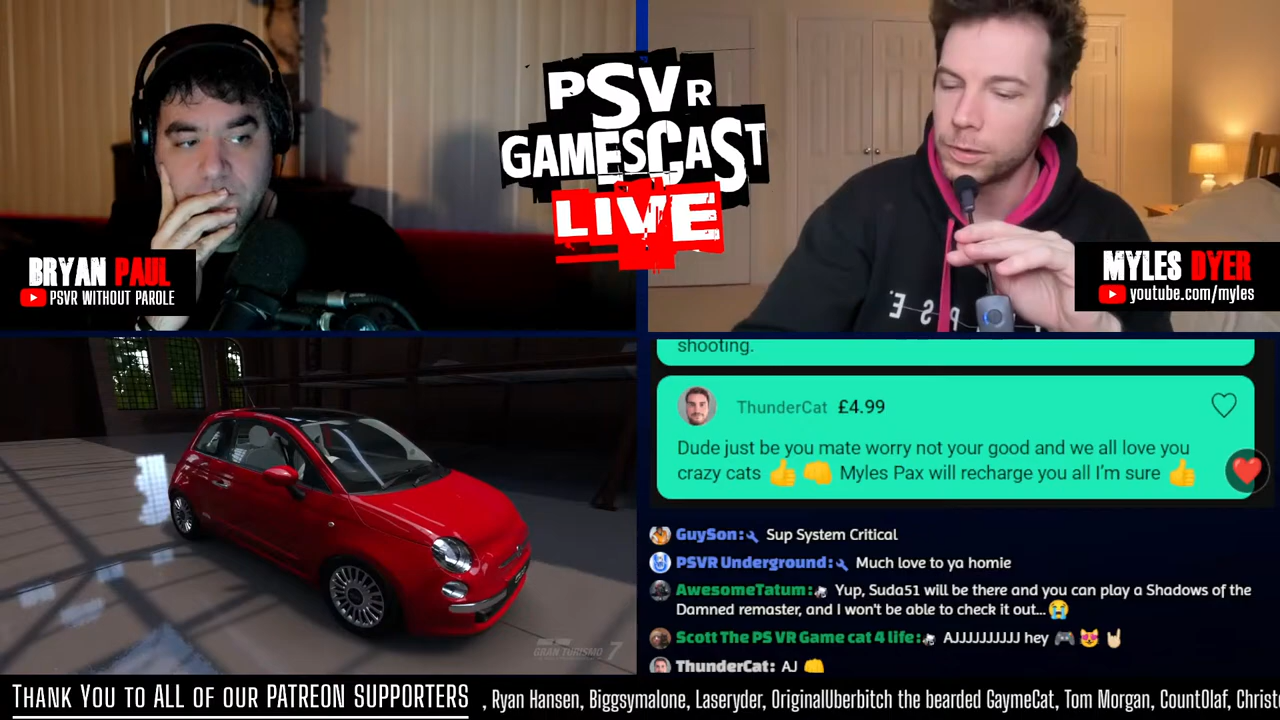 PSVR
GAMESCAST
LIVE
BRYAN PAUL
PSVR WITHOUT PAROLE
MYLES DYER
youtube.com/myles
shooting.
ThunderCat £4.99
Dude just be you mate worry not your good and we all love you
crazy cats 👍 👊 Myles Pax will recharge you all I'm sure 👍
GuySon: Sup System Critical
PSVR Underground: Much love to ya homie
AwesomeTatum: Yup, Suda51 will be there and you can play a Shadows of the
Damned remaster, and I won't be able to check it out...😭
Scott The PS VR Game cat 4 life: AJJJJJJJJJJ hey 🎮 😻 🤘
ThunderCat: AJ 👊
GRAN TURISMO 7
THANK YOU TO ALL OF OUR PATREON SUPPORTERS
, Ryan Hansen, Biggsymalone, Laseryder, OriginalUberbitch the bearded GaymeCat, Tom Morgan, CountOlaf, Christ